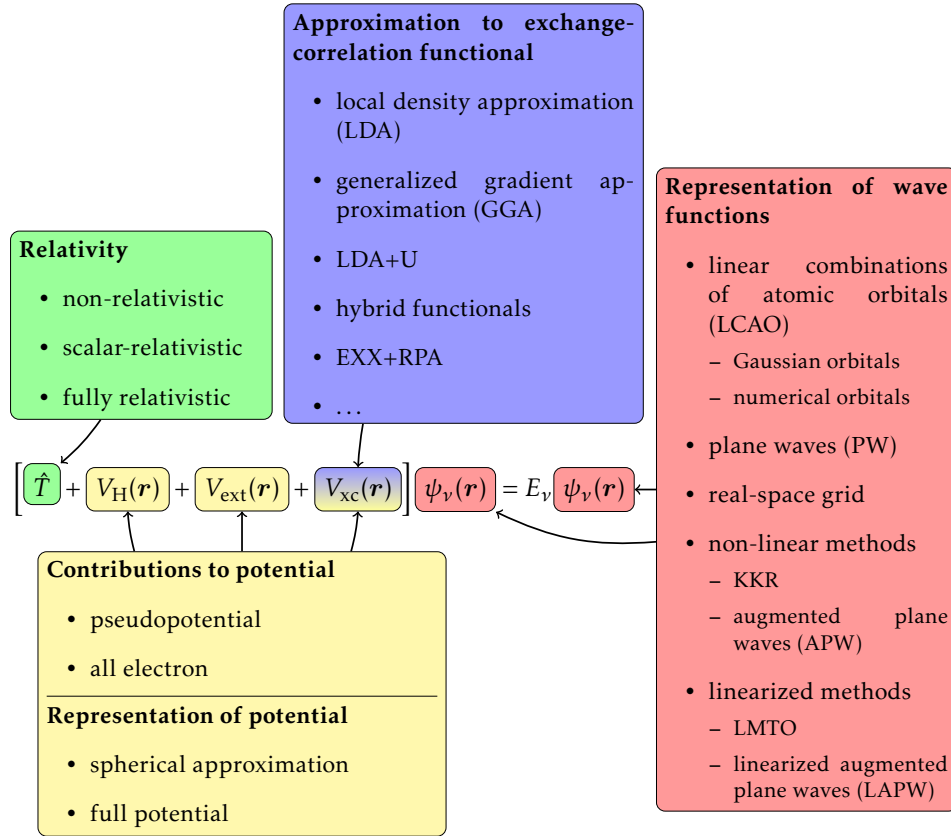 Approximation to exchange-
correlation functional
• local density approximation
(LDA)
• generalized gradient ap-
proximation (GGA)
• LDA+U
• hybrid functionals
• EXX+RPA
• ...
Relativity
• non-relativistic
• scalar-relativistic
• fully relativistic
Representation of wave
functions
• linear combinations
of atomic orbitals
(LCAO)
– Gaussian orbitals
– numerical orbitals
• plane waves (PW)
• real-space grid
• non-linear methods
– KKR
– augmented plane
waves (APW)
• linearized methods
– LMTO
– linearized augmented
plane waves (LAPW)
[T̂ + V_H(r) + V_ext(r) + V_xc(r)] ψ_ν(r) = E_ν ψ_ν(r)
Contributions to potential
• pseudopotential
• all electron
Representation of potential
• spherical approximation
• full potential